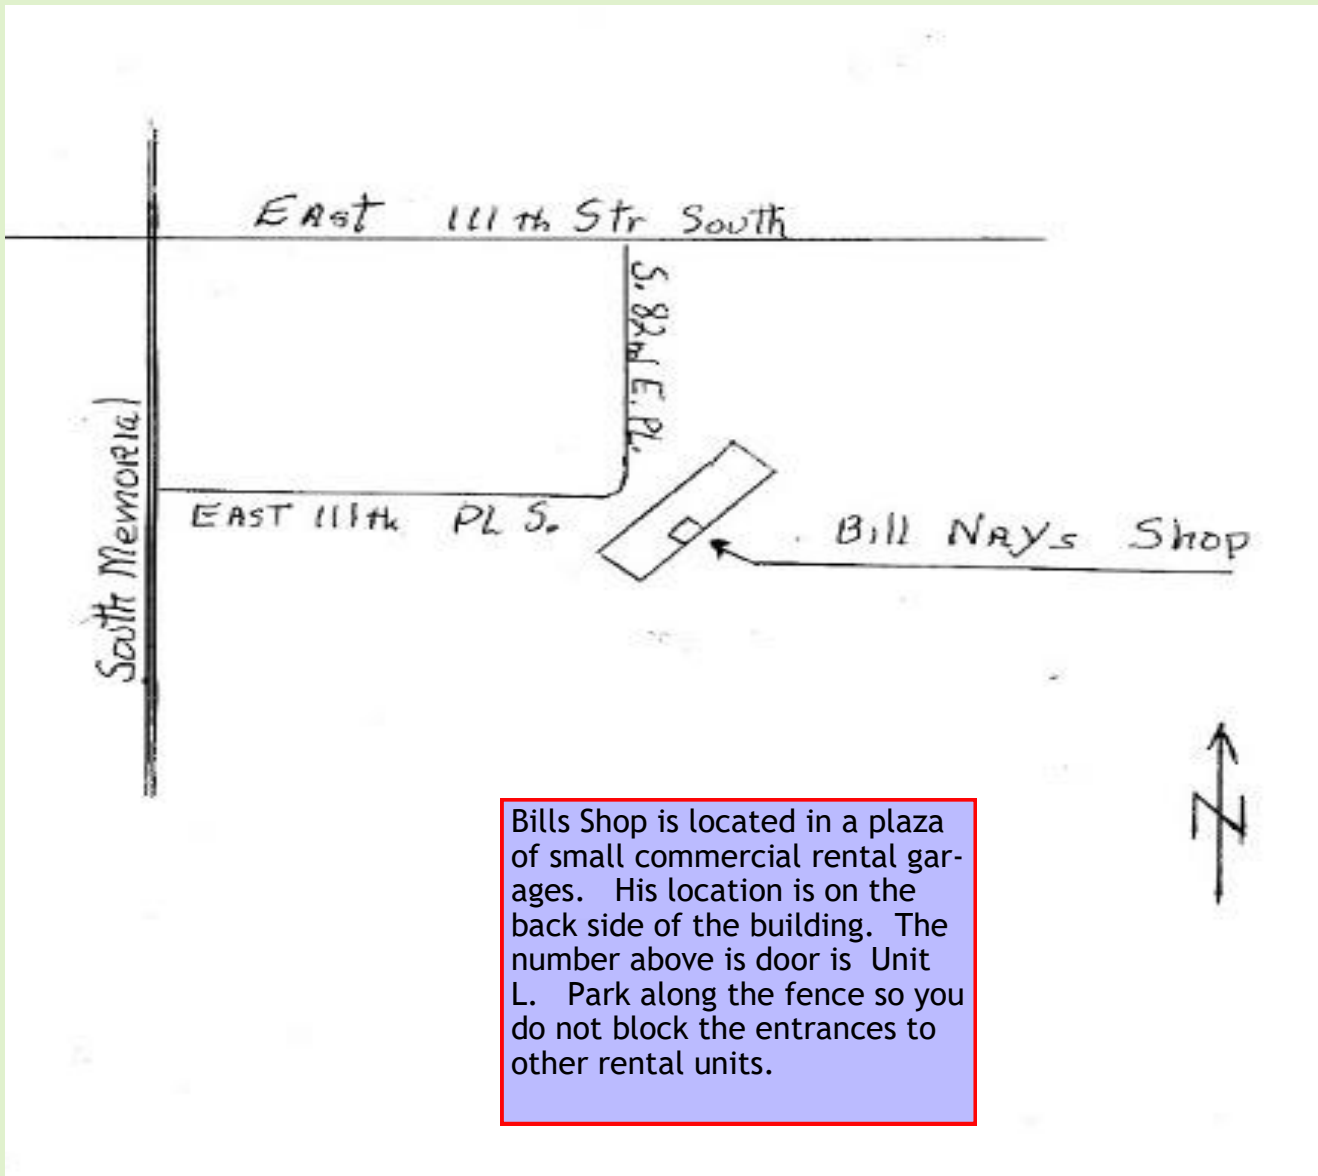 EAst 111th Str South
S. 82nd E. PL.
South MemoRIal
EAST 111th PL S.
Bill NAYs Shop
N
Bills Shop is located in a plaza
of small commercial rental gar-
ages. His location is on the
back side of the building. The
number above is door is Unit
L. Park along the fence so you
do not block the entrances to
other rental units.